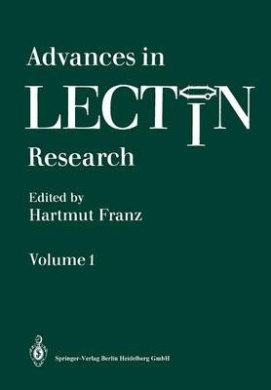 Advances in
LECTIN
Research
Edited by
Hartmut Franz
Volume 1
Springer-Verlag Berlin Heidelberg GmbH